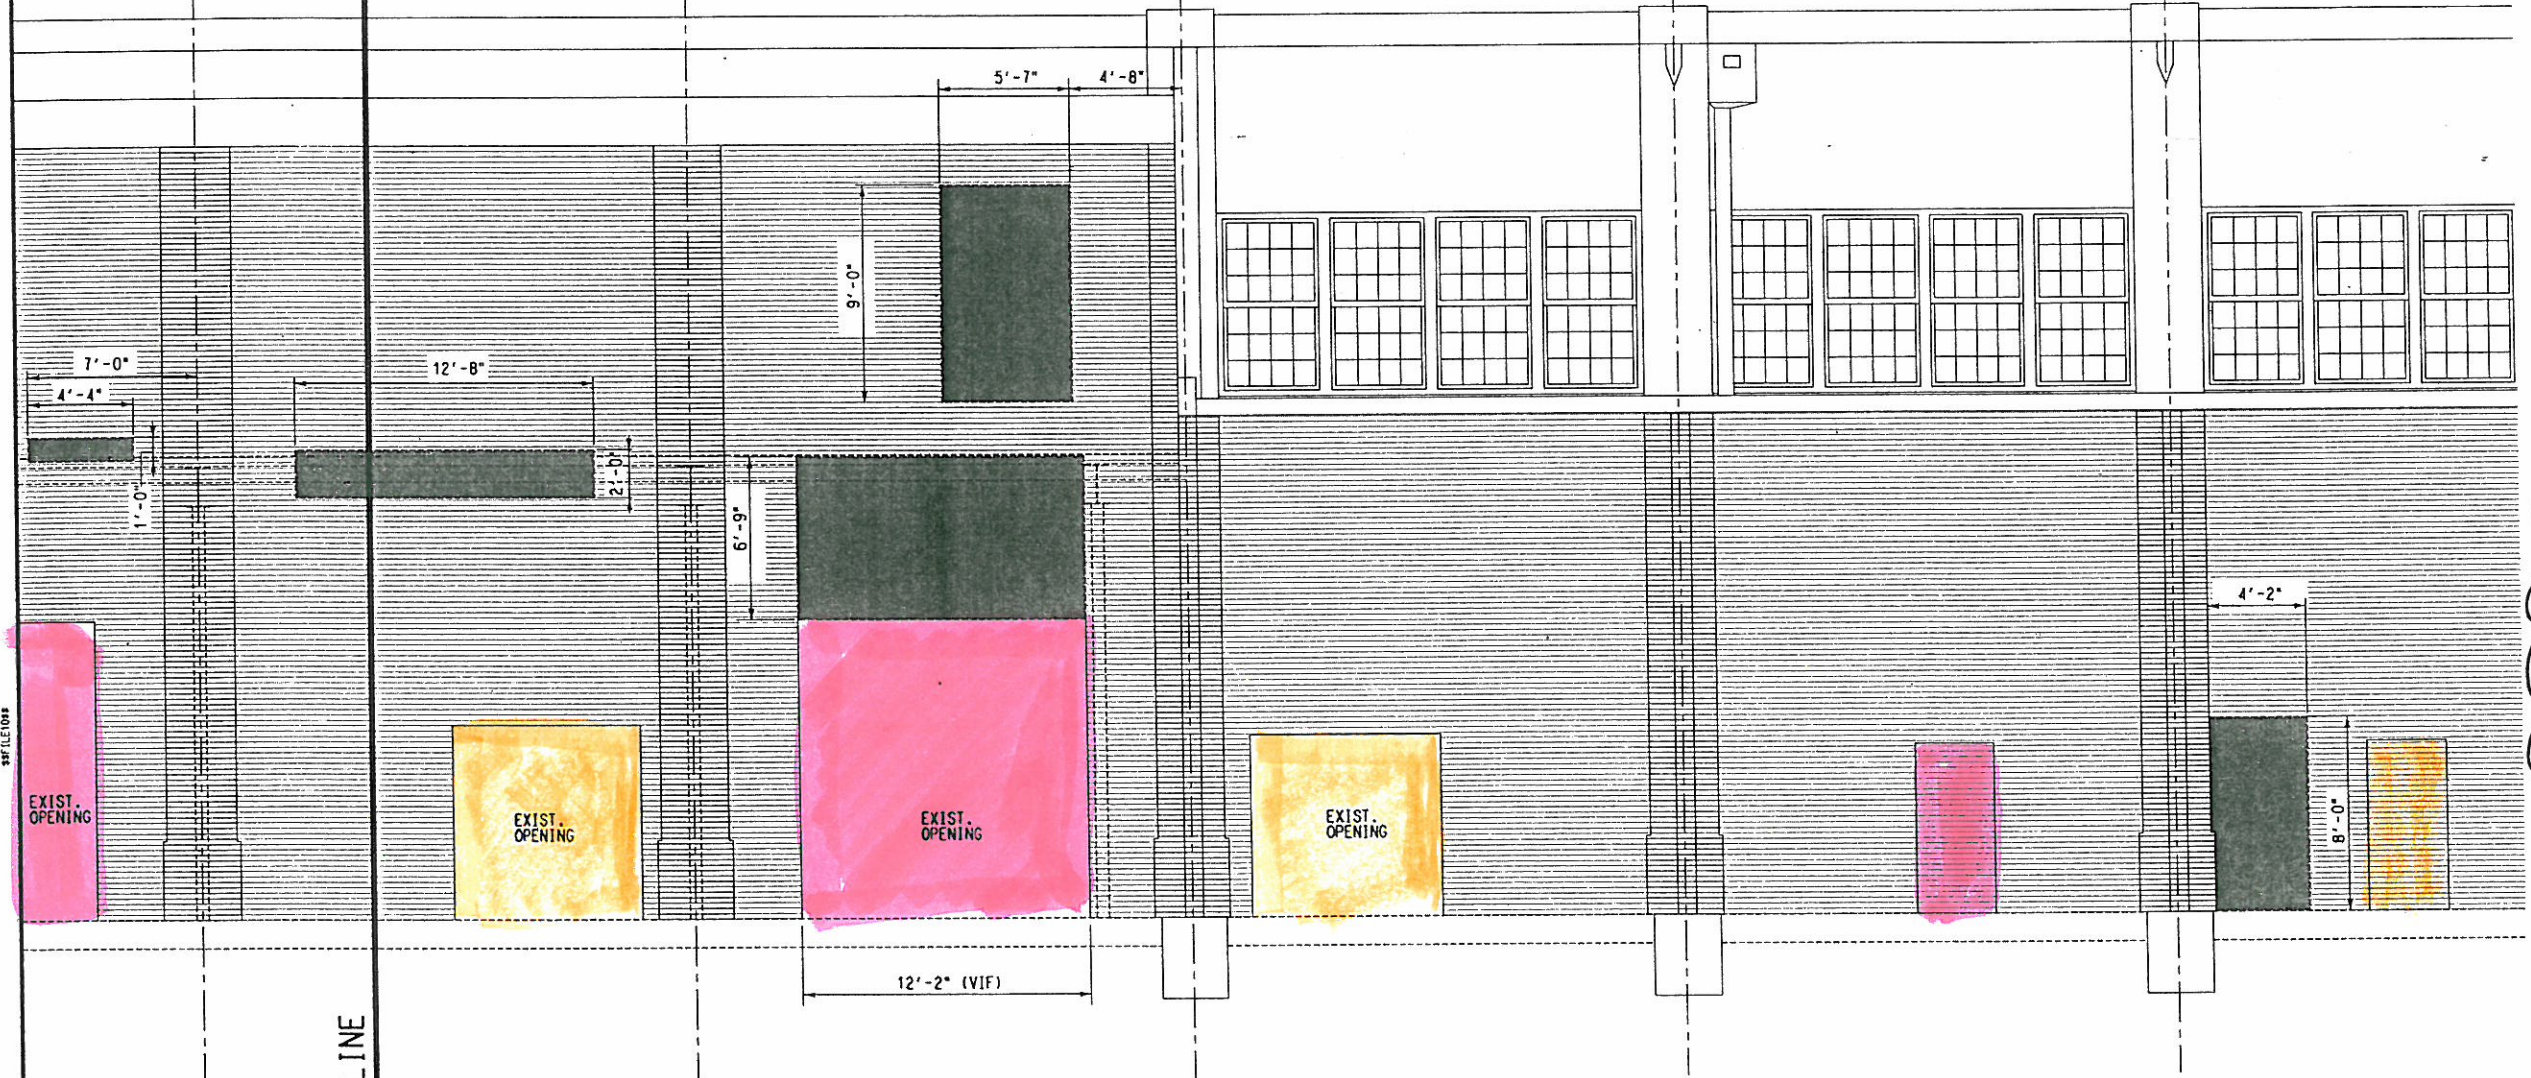 5'-7"
4'-8"
9'-0"
7'-0"
4'-4"
12'-8"
1'-0"
2'-0"
6'-9"
4'-2"
8'-0"
EXIST.
OPENING
EXIST.
OPENING
EXIST.
OPENING
EXIST.
OPENING
12'-2" (VIF)
LINE